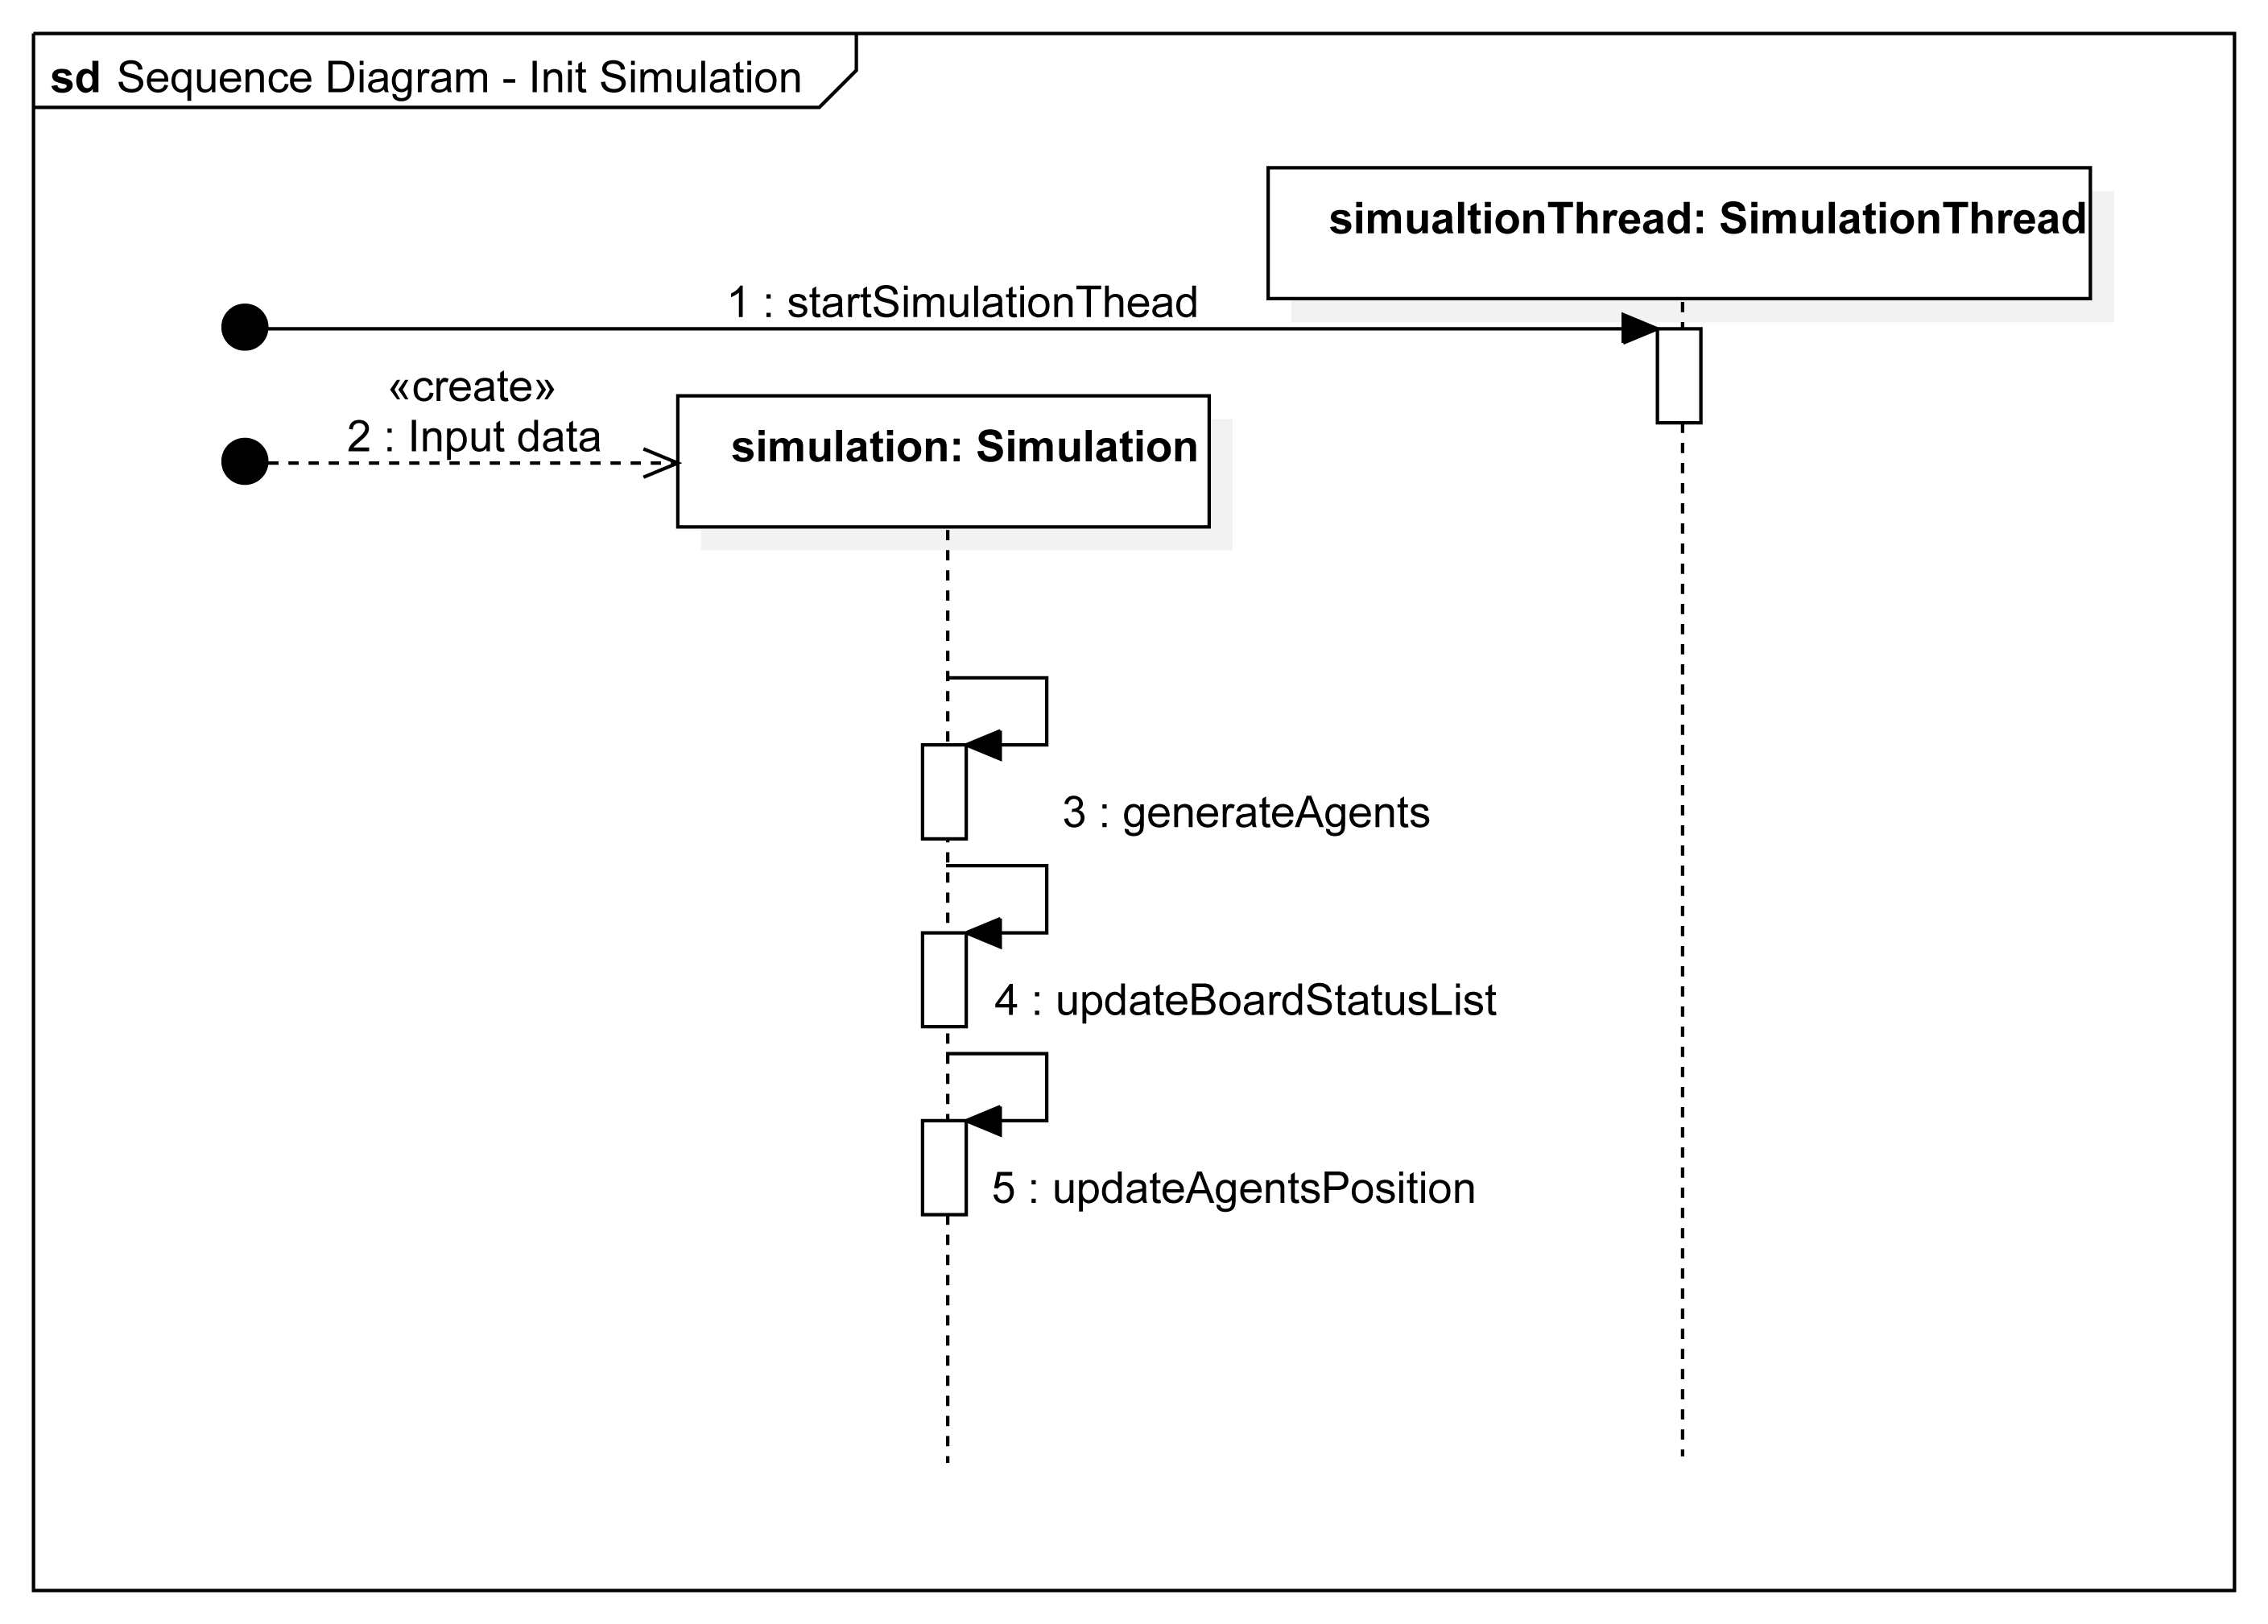 sd Sequence Diagram - Init Simulation
simualtionThread: SimulationThread
1 : startSimulationThead
«create»
2 : Input data
simulation: Simulation
3 : generateAgents
4 : updateBoardStatusList
5 : updateAgentsPosition